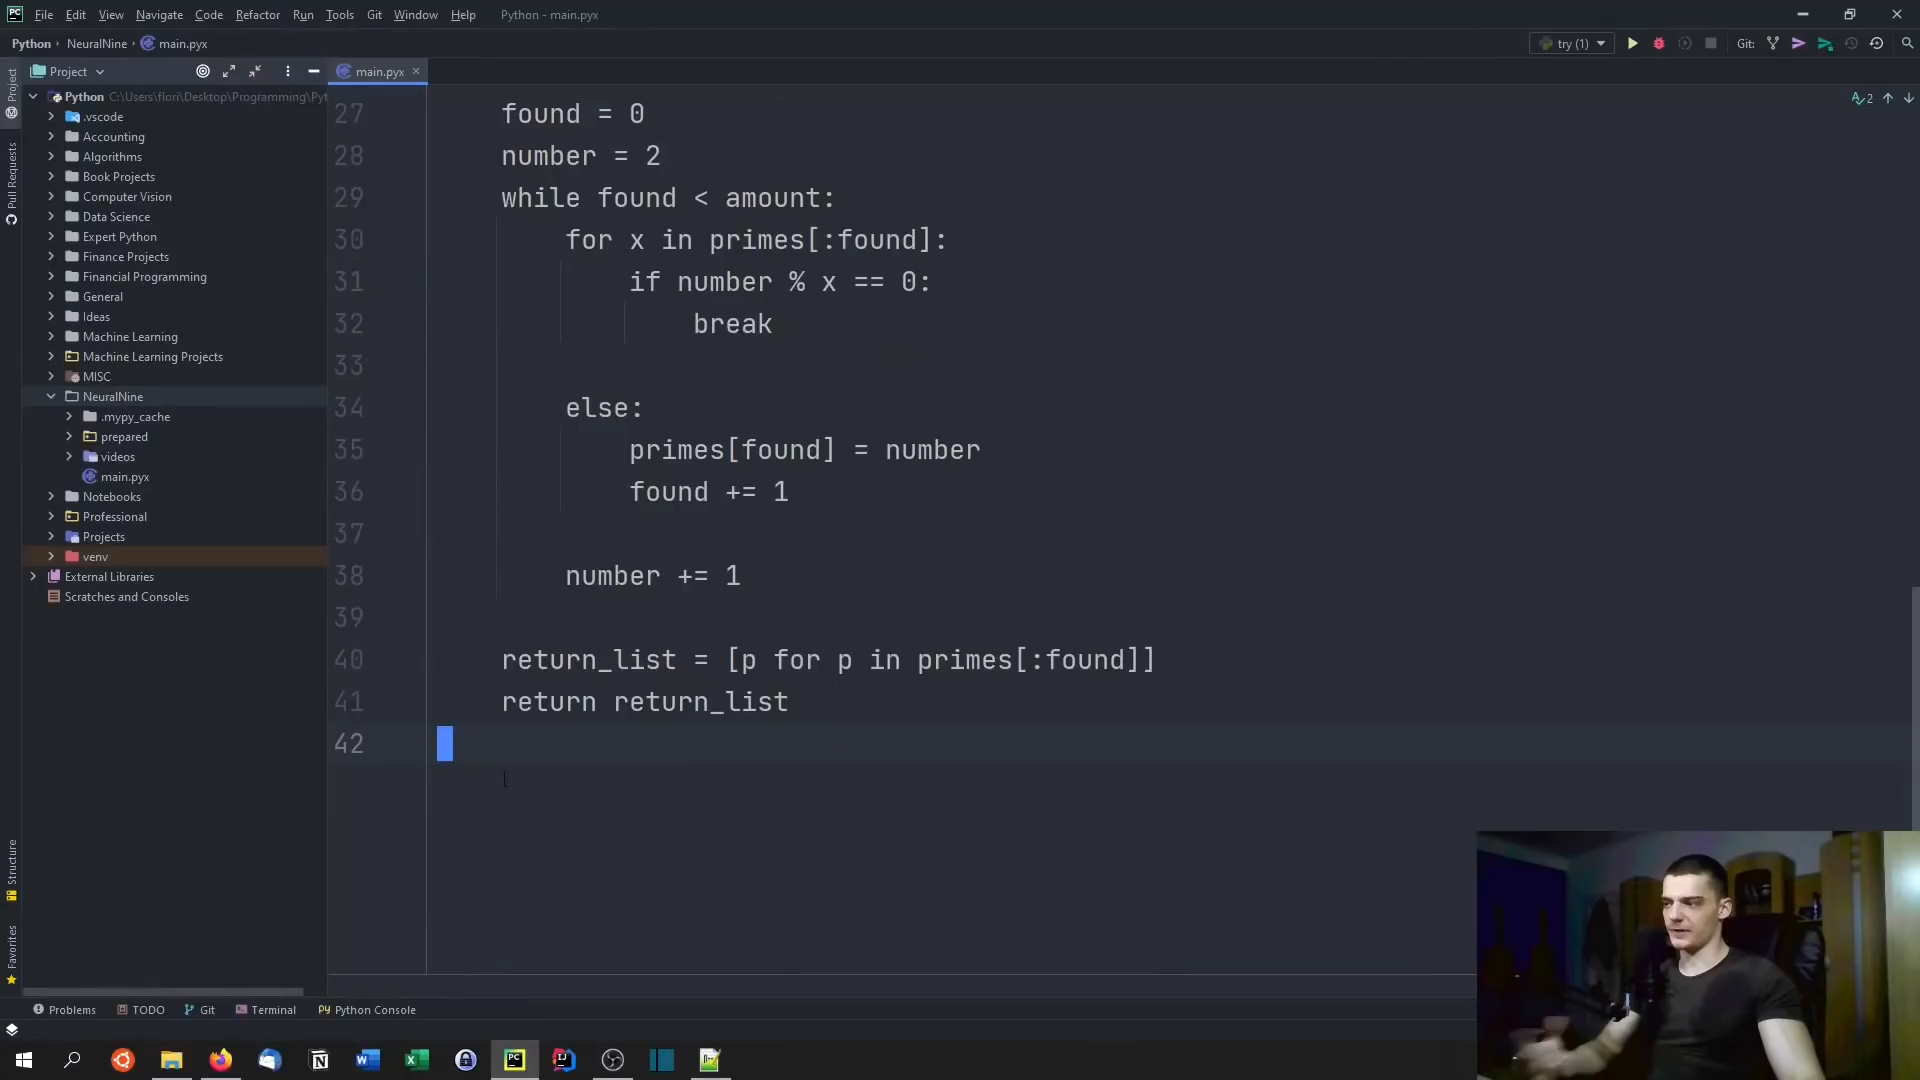 File Edit View Navigate Code Refactor Run Tools Git Window Help Python - main.pyx
Python NeuralNine main.pyx
try (1)
Git:
Project
main.pyx
2
Python C:\Users\flori\Desktop\Programming\Pyt
.vscode
Accounting
Algorithms
Book Projects
Computer Vision
Data Science
Expert Python
Finance Projects
Financial Programming
General
Ideas
Machine Learning
Machine Learning Projects
MISC
NeuralNine
.mypy_cache
prepared
videos
main.pyx
Notebooks
Professional
Projects
venv
External Libraries
Scratches and Consoles
Project
Pull Requests
Structure
Favorites
27 found = 0
28 number = 2
29 while found < amount:
30 for x in primes[:found]:
31 if number % x == 0:
32 break
33
34 else:
35 primes[found] = number
36 found += 1
37
38 number += 1
39
40 return_list = [p for p in primes[:found]]
41 return return_list
42
Problems TODO Git Terminal Python Console